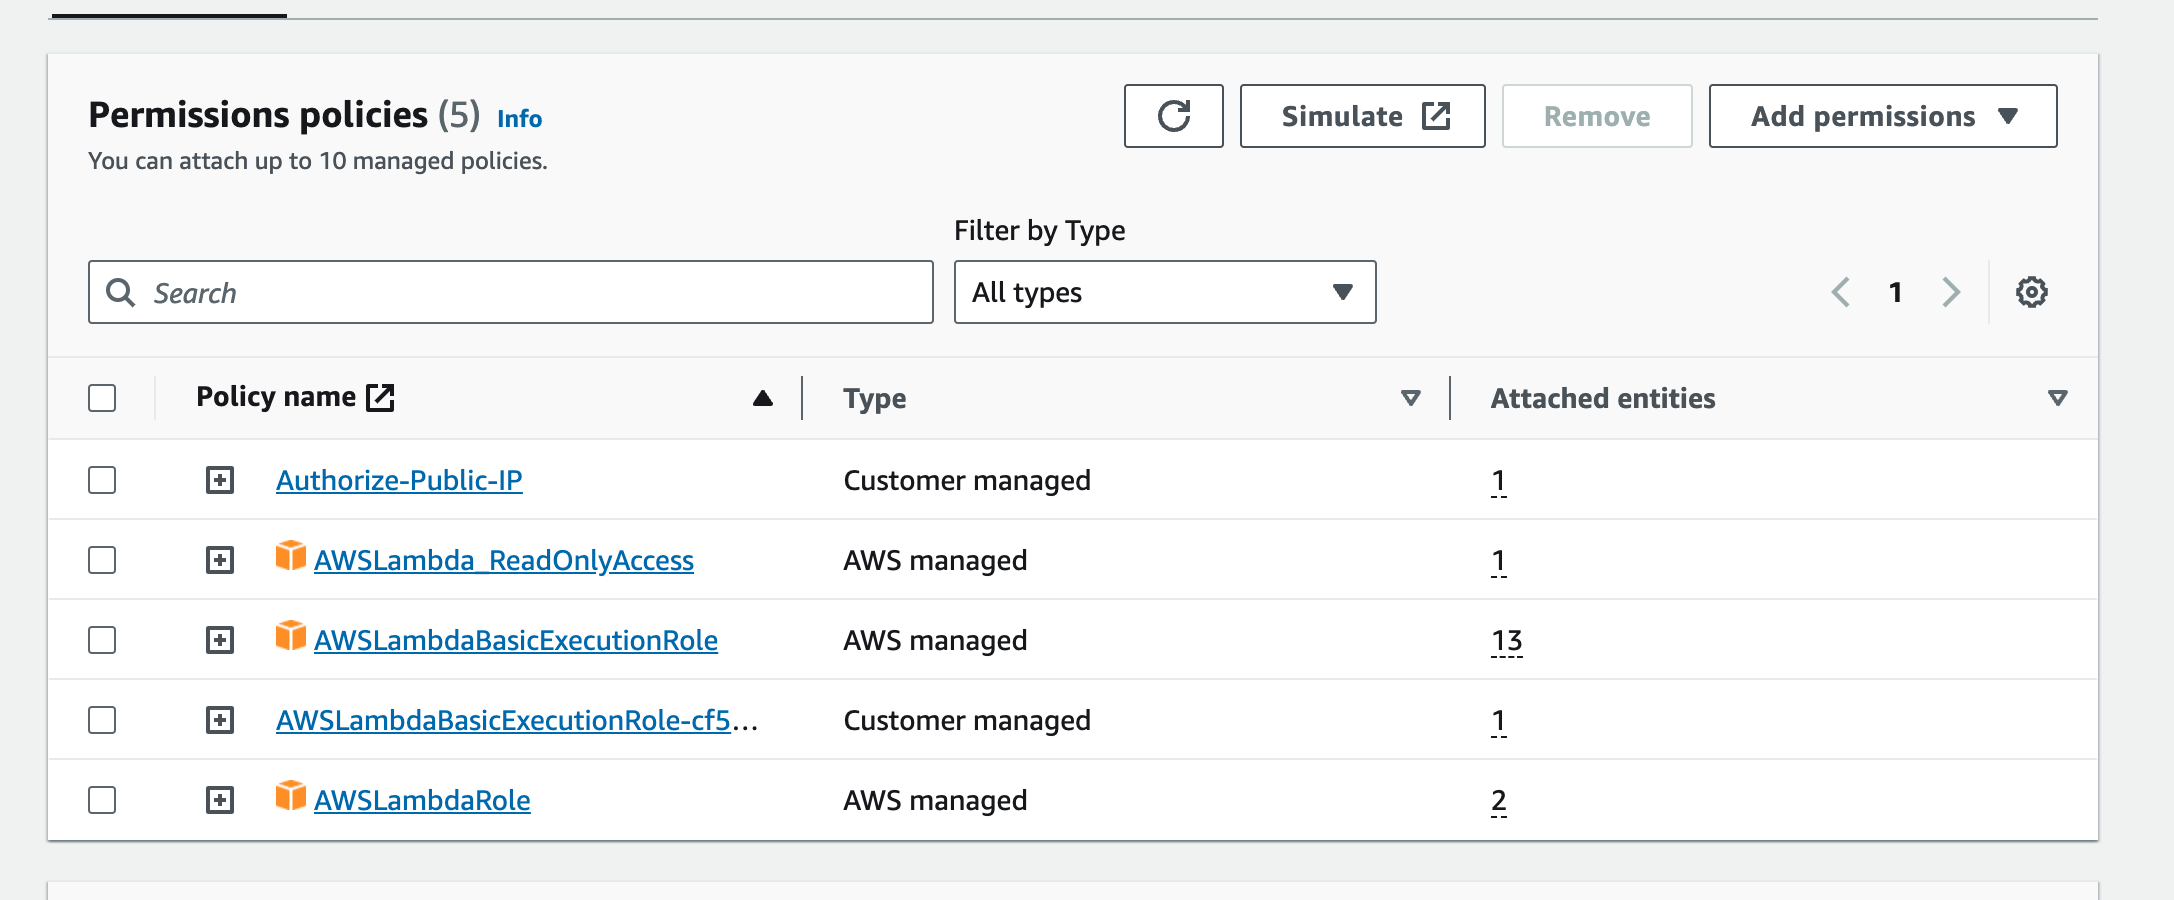 Permissions policies (5) Info
You can attach up to 10 managed policies.
Simulate
Remove
Add permissions
Filter by Type
Search
All types
1
Policy name
Type
Attached entities
Authorize-Public-IP
Customer managed
1
AWSLambda_ReadOnlyAccess
AWS managed
1
AWSLambdaBasicExecutionRole
AWS managed
13
AWSLambdaBasicExecutionRole-cf5...
Customer managed
1
AWSLambdaRole
AWS managed
2